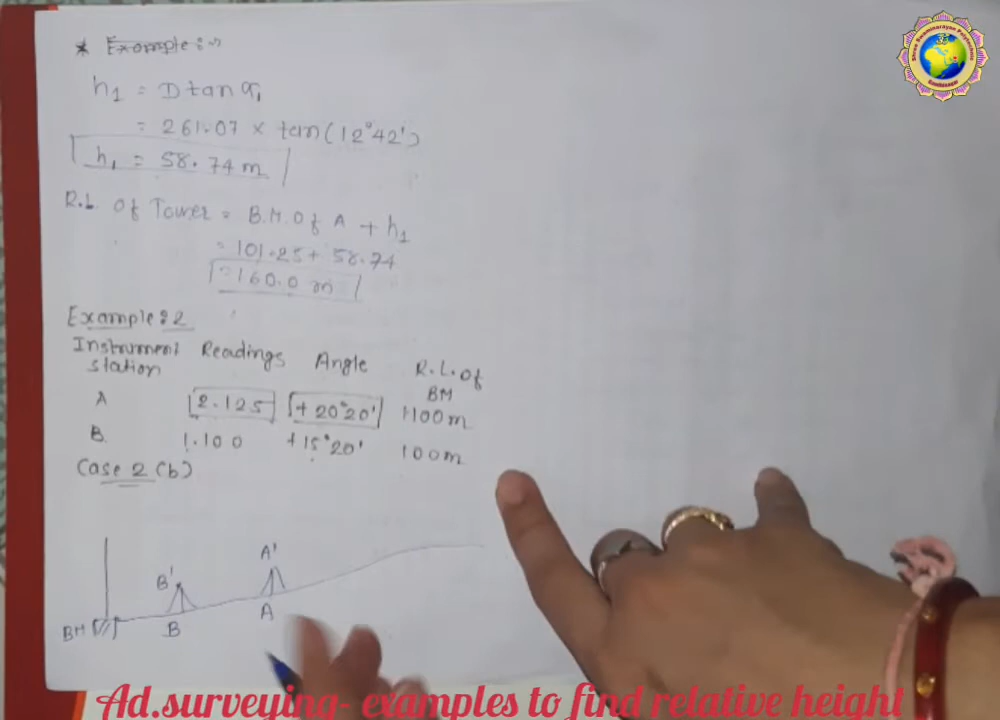 * Example :→
h1 = D tan α1
= 261.07 × tan(12°42')
h1 = 58.74 m
R.L. Of Tower = B.M. Of A + h1
= 101.25 + 58.74
= 160.0 m
Example : 2
Instrument station Readings Angle R.L. Of BM
A 2.125 +20°20' 100m
B. 1.100 +15°20' 100m
Case 2 (b)
A'
B'
A
BM B
Ad.surveying- examples to find relative height